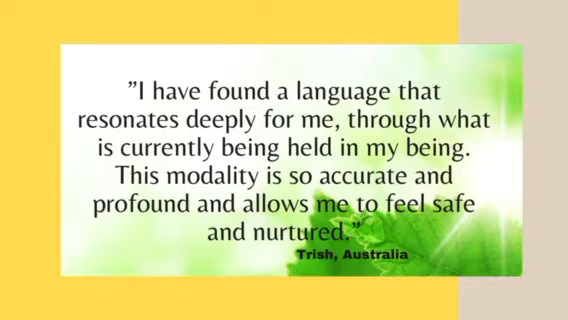 ”I have found a language that
resonates deeply for me, through what
is currently being held in my being.
This modality is so accurate and
profound and allows me to feel safe
and nurtured.”
Trish, Australia